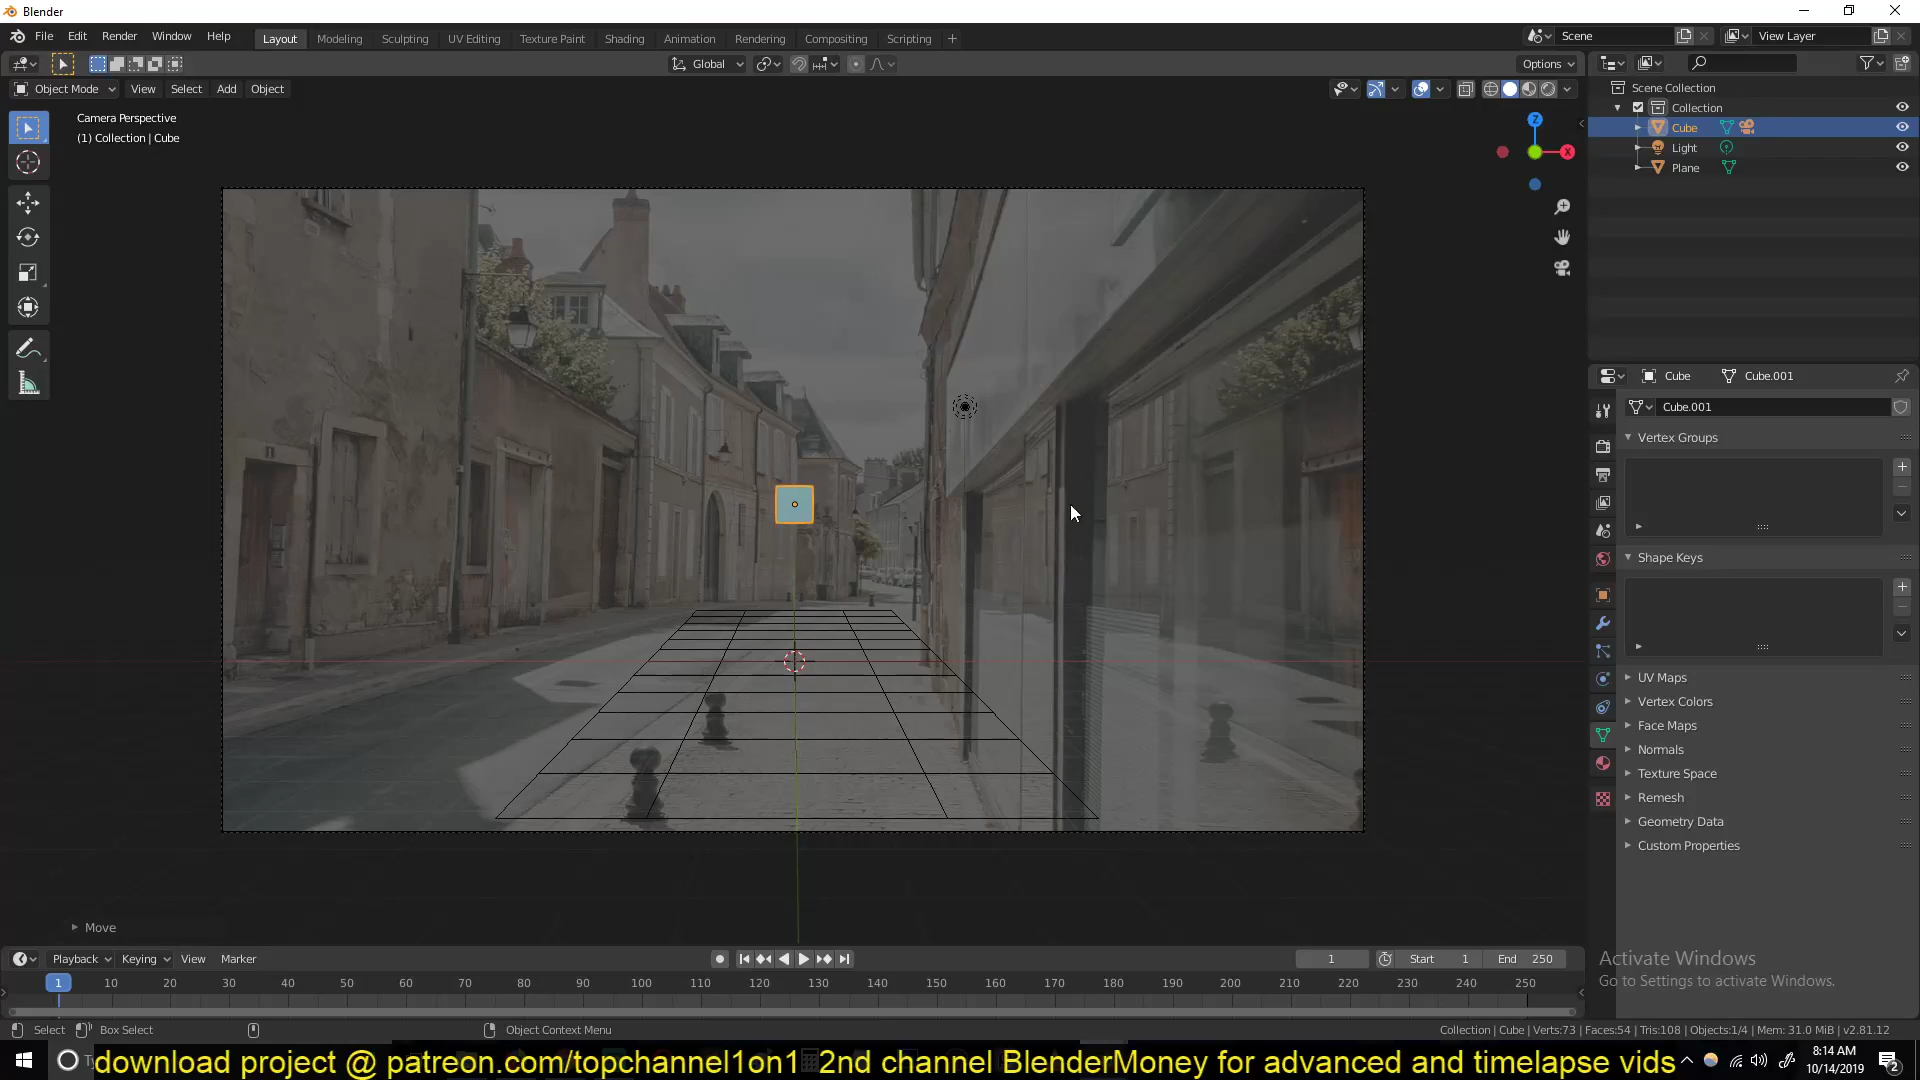 Blender
File Edit Render Window Help
Layout Modeling Sculpting UV Editing Texture Paint Shading Animation Rendering Compositing Scripting +
Scene
View Layer
Global
Options
Object Mode View Select Add Object
Camera Perspective
(1) Collection | Cube
Z
X
Scene Collection
Collection
Cube
Light
Plane
Cube Cube.001
Cube.001
Vertex Groups
Shape Keys
UV Maps
Vertex Colors
Face Maps
Normals
Texture Space
Remesh
Geometry Data
Custom Properties
Move
Playback Keying View Marker
1 Start 1 End 250
1 10 20 30 40 50 60 70 80 90 100 110 120 130 140 150 160 170 180 190 200 210 220 230 240 250
Activate Windows
Go to Settings to activate Windows.
Select Box Select Object Context Menu
Collection | Cube | Verts:73 | Faces:54 | Tris:108 | Objects:1/4 | Mem: 31.0 MiB | v2.81.12
download project @ patreon.com/topchannel1on1 2nd channel BlenderMoney for advanced and timelapse vids
8:14 AM
10/14/2019
2